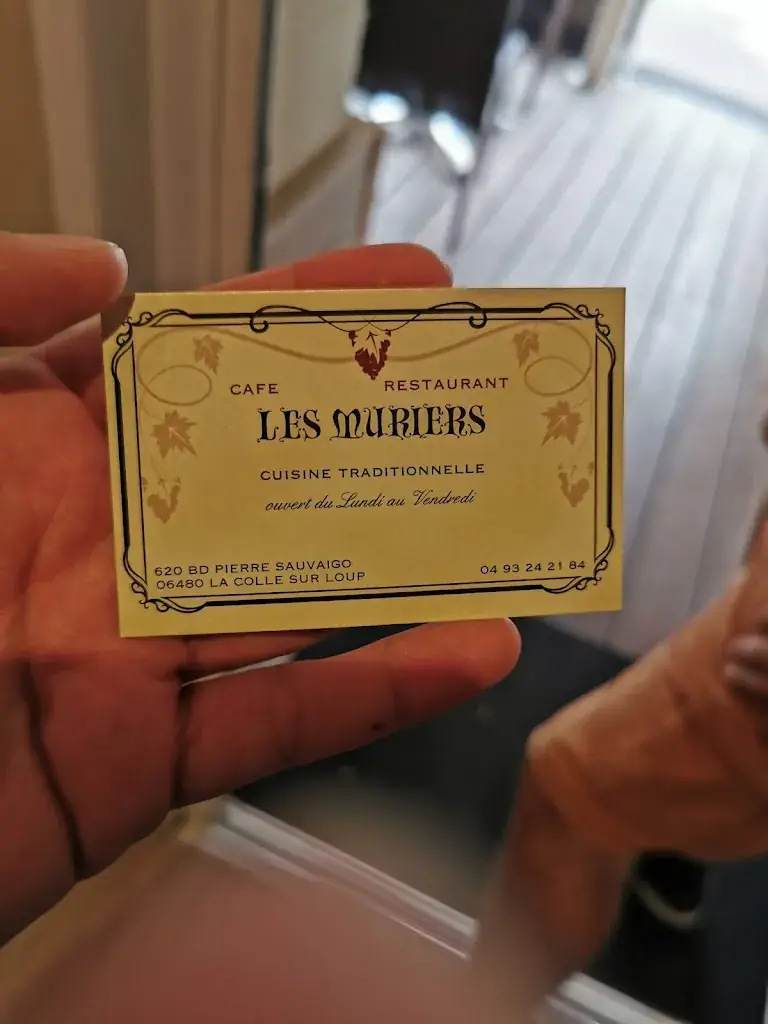 CAFE RESTAURANT
LES MURIERS
CUISINE TRADITIONNELLE
ouvert du Lundi au Vendredi
620 BD PIERRE SAUVAIGO
06480 LA COLLE SUR LOUP
04 93 24 21 84